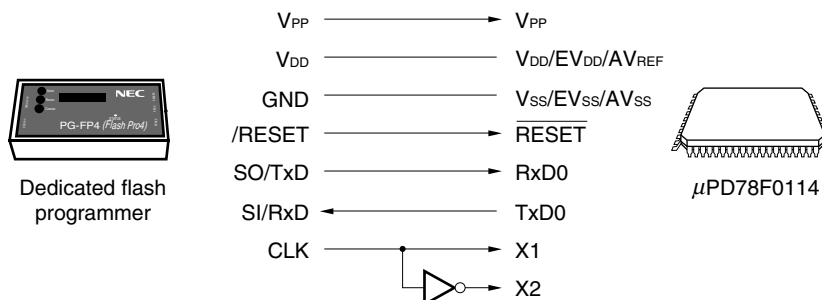 VPP VPP
VDD VDD/EVDD/AVREF
NEC
GND VSS/EVSS/AVSS
PG-FP4 (Flash Pro4)
/RESET RESET
Dedicated flash
programmer
SO/TxD RxD0
µPD78F0114
SI/RxD TxD0
CLK X1
X2